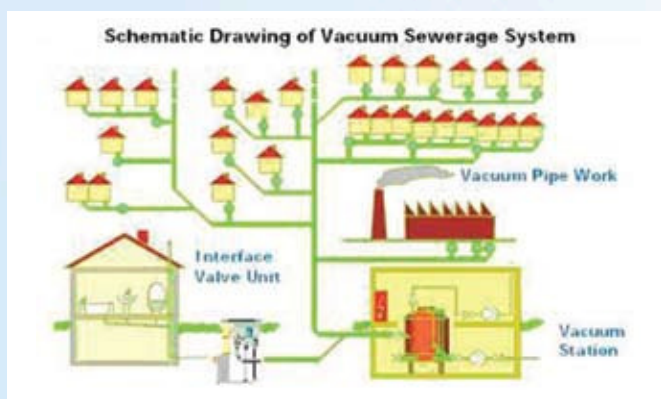 Schematic Drawing of Vacuum Sewerage System
Vacuum Pipe Work
Interface
Valve Unit
Vacuum
Station